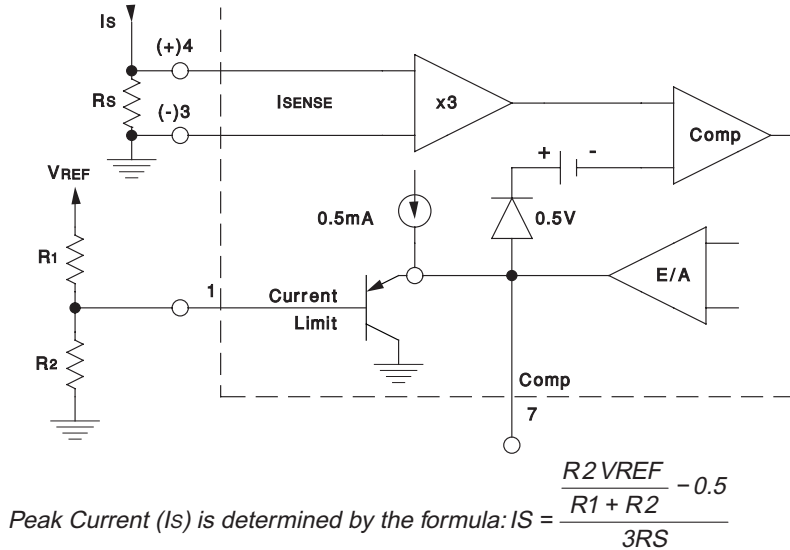 Is
(+)4
Rs
(-)3
ISENSE
x3
Comp
VREF
+ -
0.5mA
0.5V
R1
E/A
1
Current
Limit
R2
Comp
7
Peak Current (Is) is determined by the formula: IS = (R2 VREF / (R1 + R2) − 0.5) / 3RS